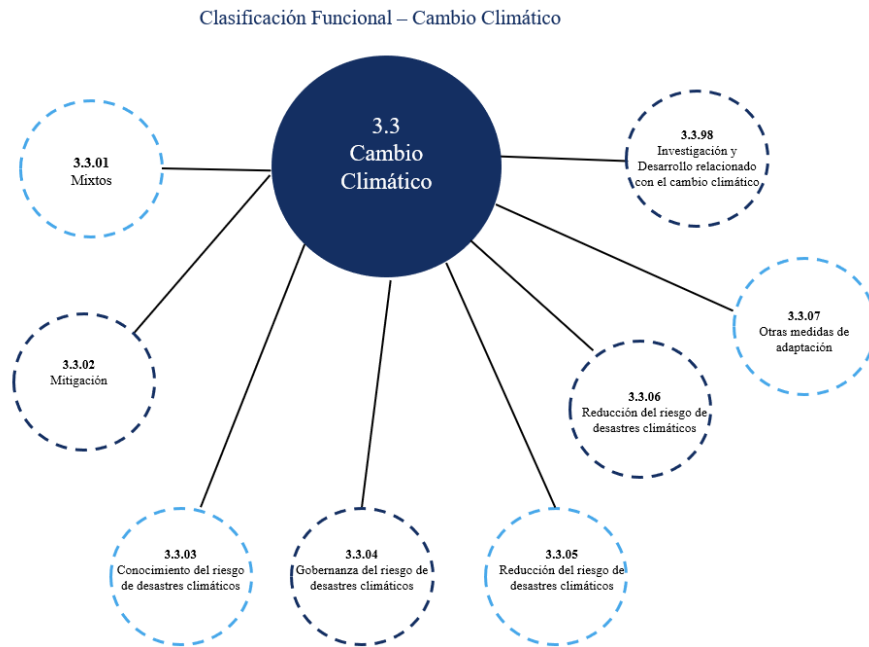 Clasificación Funcional – Cambio Climático
3.3
Cambio
Climático
3.3.01
Mixtos
3.3.02
Mitigación
3.3.03
Conocimiento del riesgo
de desastres climáticos
3.3.04
Gobernanza del riesgo de
desastres climáticos
3.3.05
Reducción del riesgo de
desastres climáticos
3.3.06
Reducción del riesgo de
desastres climáticos
3.3.07
Otras medidas de
adaptación
3.3.98
Investigación y
Desarrollo relacionado
con el cambio climático